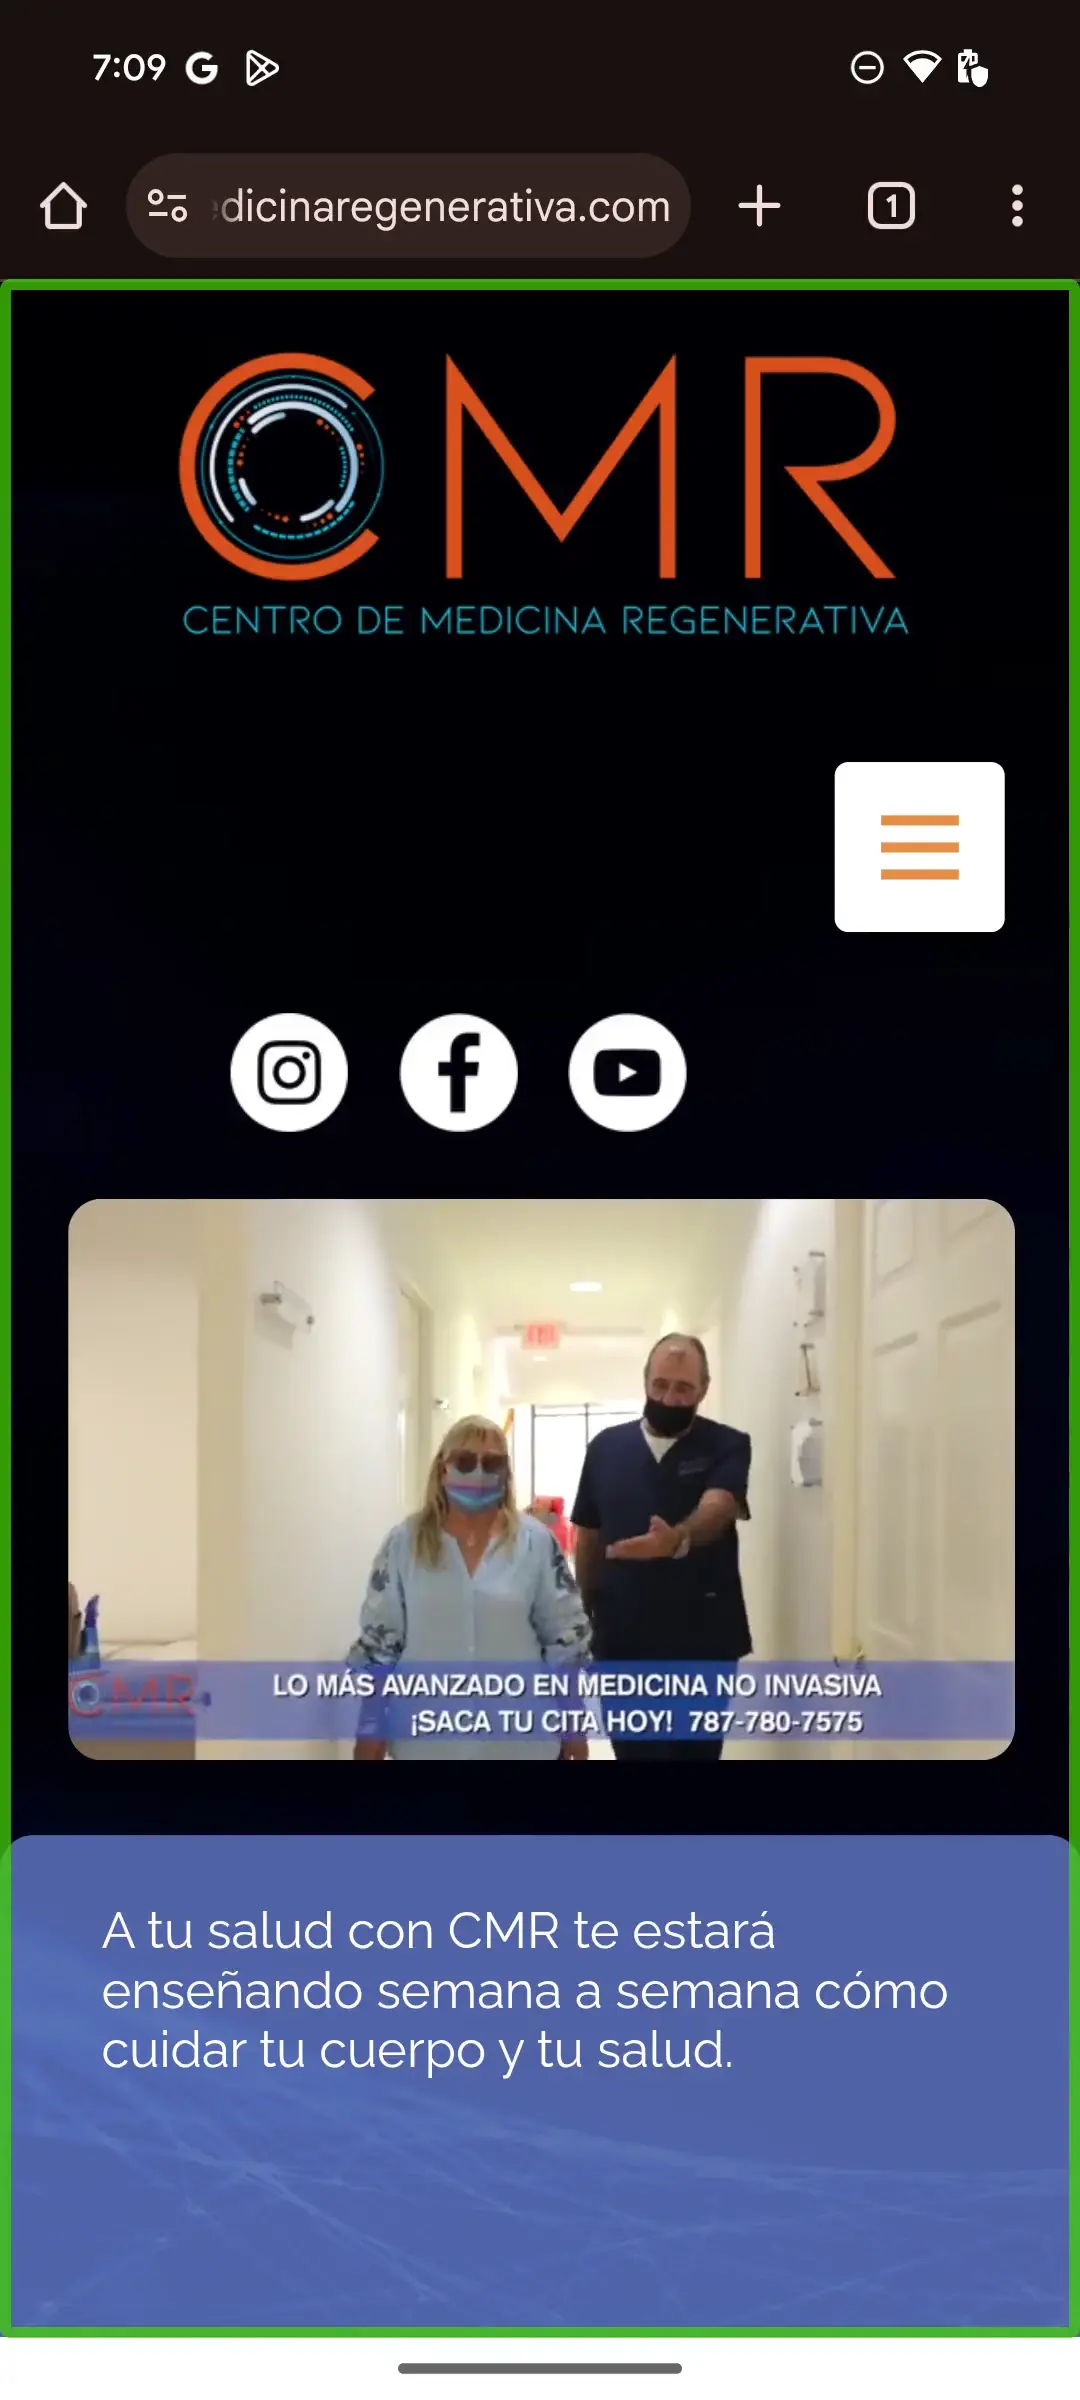 7:09
dicinaregenerativa.com
1
CMR
CENTRO DE MEDICINA REGENERATIVA
CMR
LO MÁS AVANZADO EN MEDICINA NO INVASIVA
¡SACA TU CITA HOY! 787-780-7575
A tu salud con CMR te estará
enseñando semana a semana cómo
cuidar tu cuerpo y tu salud.